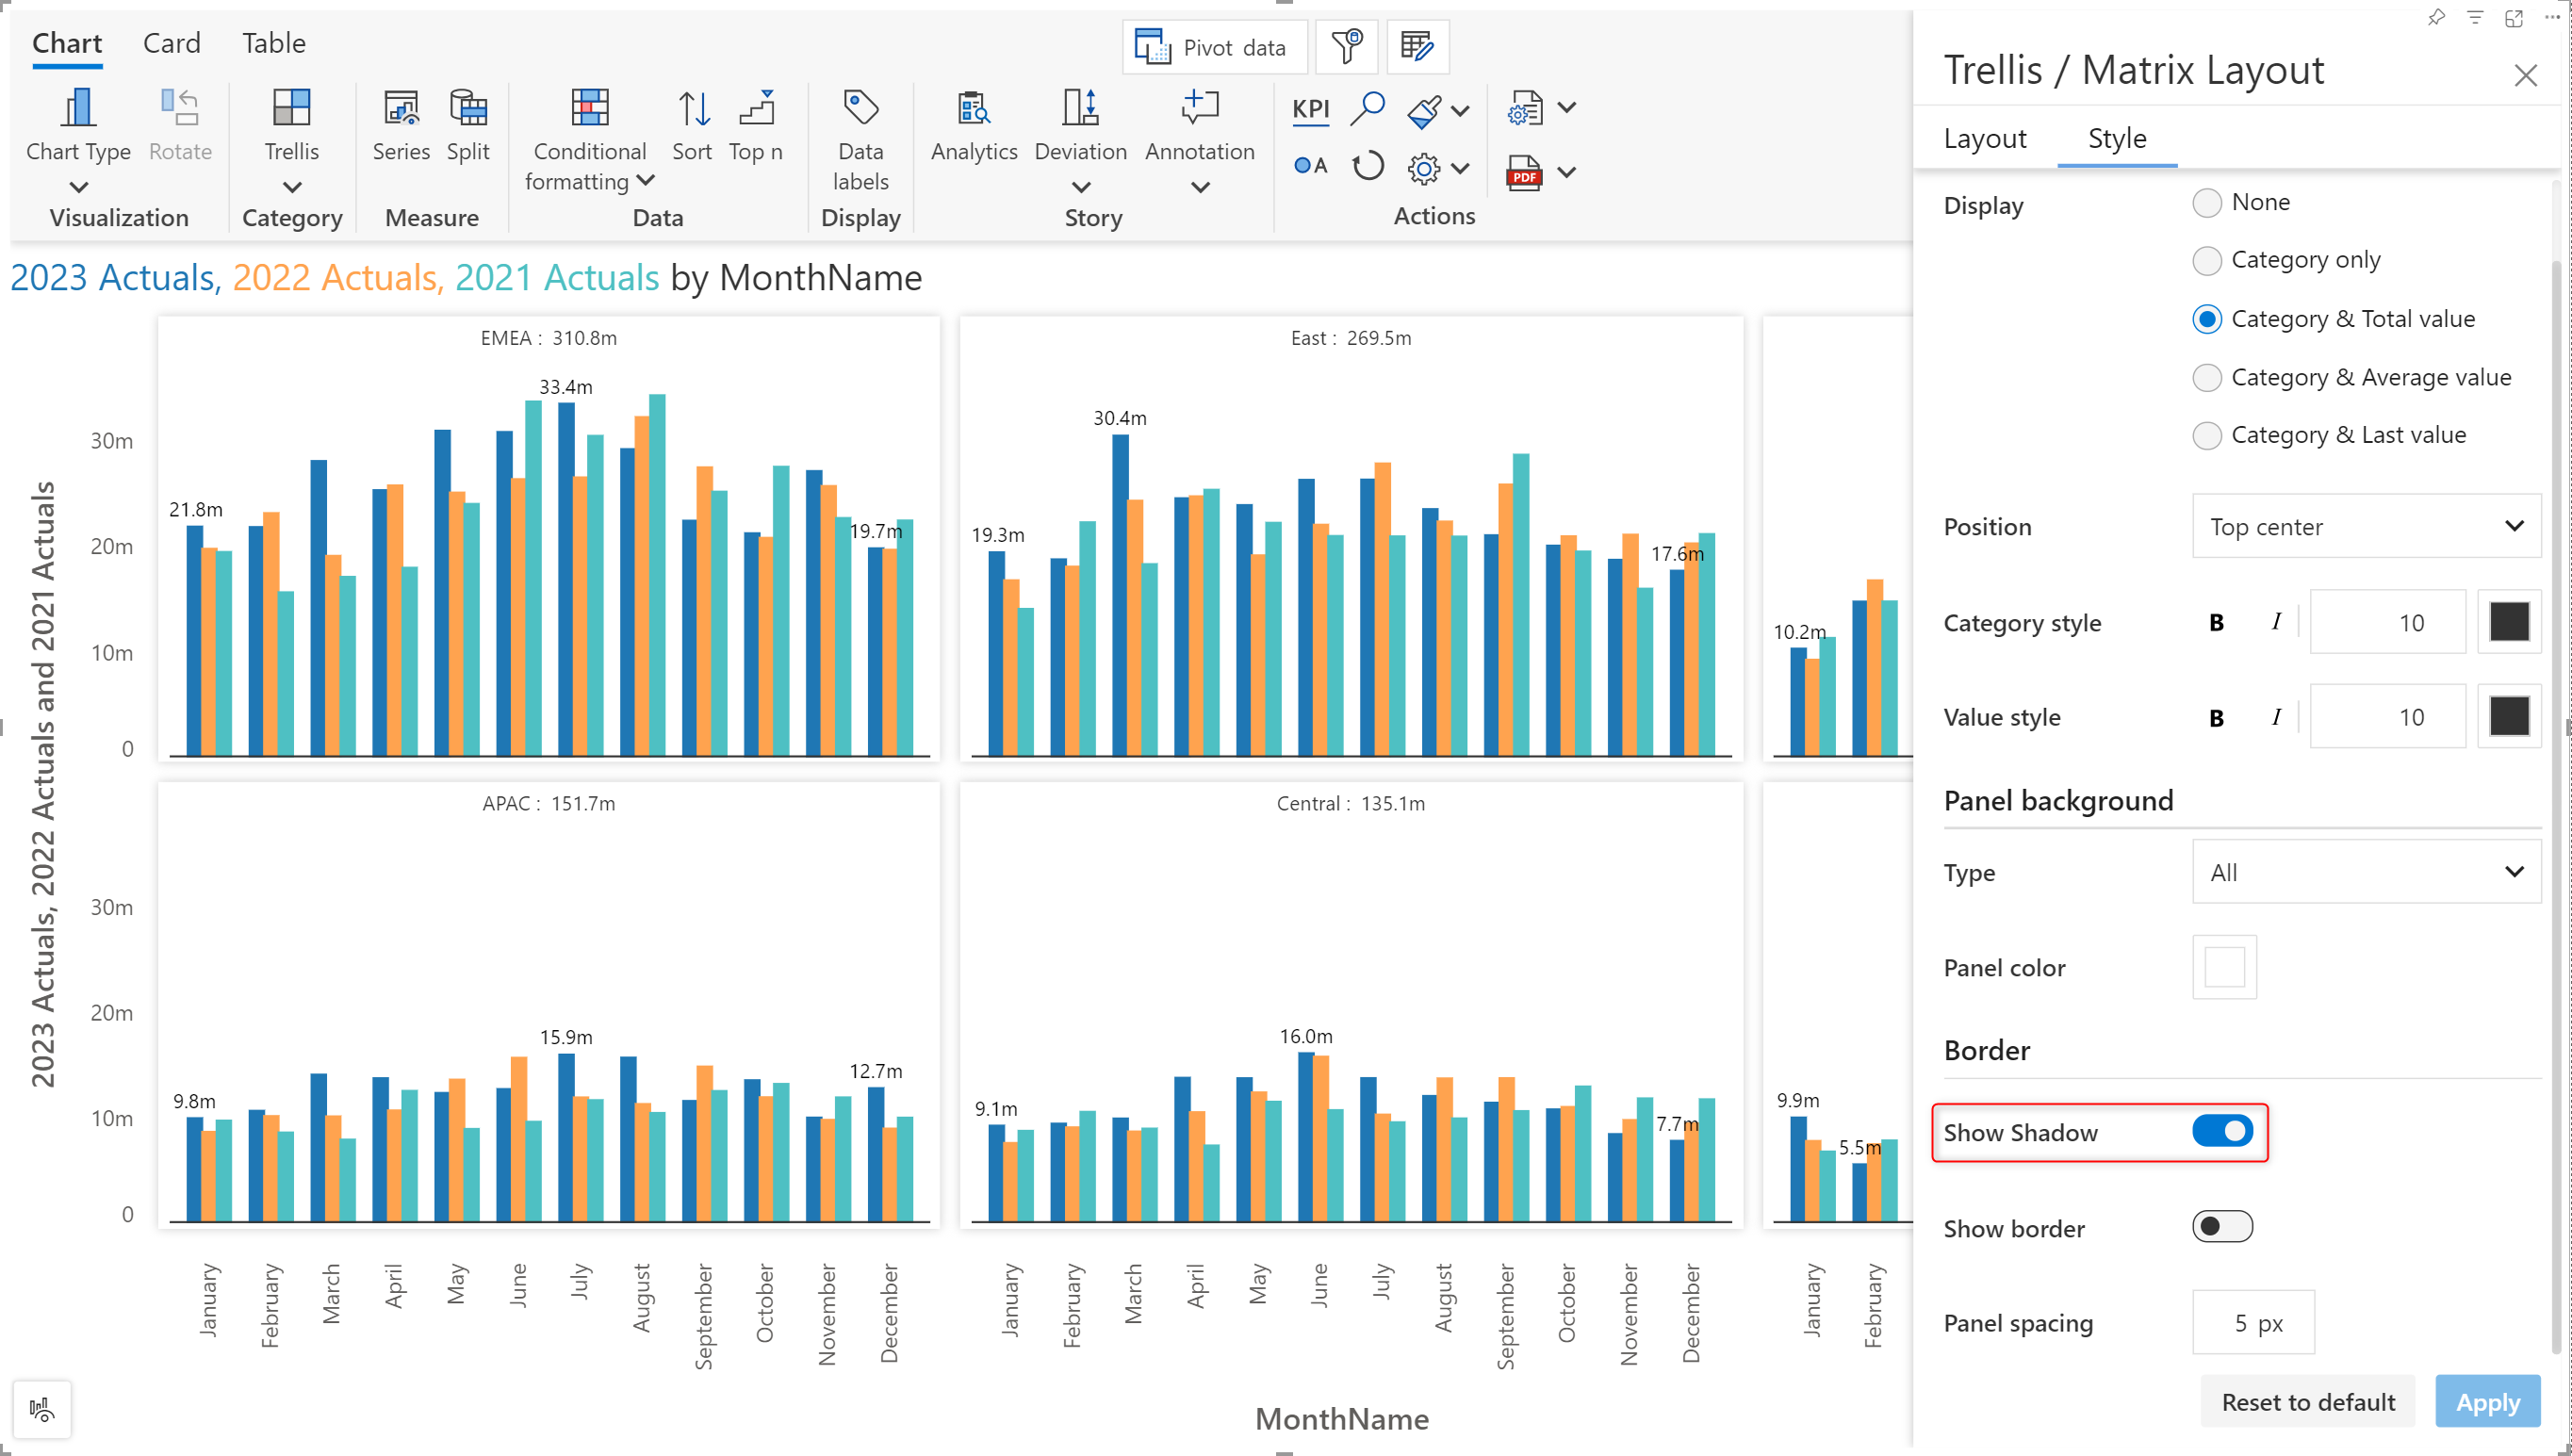 Chart Card Table
Pivot data
Chart Type Rotate Trellis Series Split Conditional formatting Sort Top n Data labels Analytics Deviation Annotation KPI
A
PDF
Visualization Category Measure Data Display Story Actions
2023 Actuals, 2022 Actuals, 2021 Actuals by MonthName
2023 Actuals, 2022 Actuals and 2021 Actuals
EMEA : 310.8m
30m
20m
10m
0
21.8m
33.4m
19.7m
East : 269.5m
19.3m
30.4m
17.6m
10.2m
APAC : 151.7m
30m
20m
10m
0
9.8m
15.9m
12.7m
Central : 135.1m
9.1m
16.0m
7.7m
9.9m
5.5m
January February March April May June July August September October November December
January February March April May June July August September October November December
January February
MonthName
Trellis / Matrix Layout
Layout Style
Display
None
Category only
Category & Total value
Category & Average value
Category & Last value
Position Top center
Category style B I 10
Value style B I 10
Panel background
Type All
Panel color
Border
Show Shadow
Show border
Panel spacing 5 px
Reset to default Apply